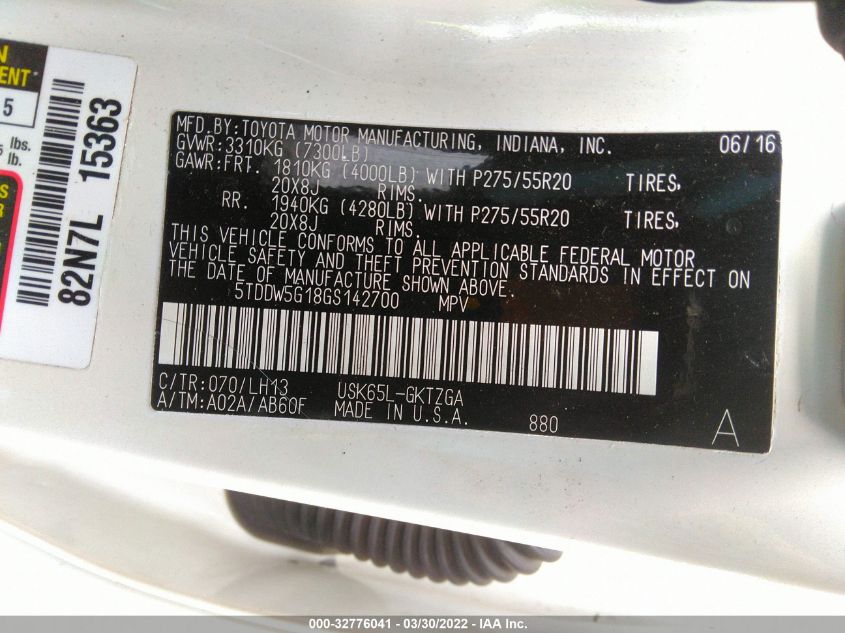 N
MENT*
5
lbs.
lb.
S
R
82N7L 15363
MFD.BY:TOYOTA MOTOR MANUFACTURING, INDIANA, INC. 06/16
GVWR:3310KG (7300LB)
GAWR:FRT. 1810KG (4000LB) WITH P275/55R20 TIRES,
20X8J RIMS.
RR. 1940KG (4280LB) WITH P275/55R20 TIRES,
20X8J RIMS.
THIS VEHICLE CONFORMS TO ALL APPLICABLE FEDERAL MOTOR
VEHICLE SAFETY AND THEFT PREVENTION STANDARDS IN EFFECT ON
THE DATE OF MANUFACTURE SHOWN ABOVE.
5TDDW5G18GS142700 MPV
C/TR:070/LH13 USK65L-GKTZGA
A/TM:A02A/AB60F MADE IN U.S.A. 880 A
000-32776041 - 03/30/2022 - IAA Inc.